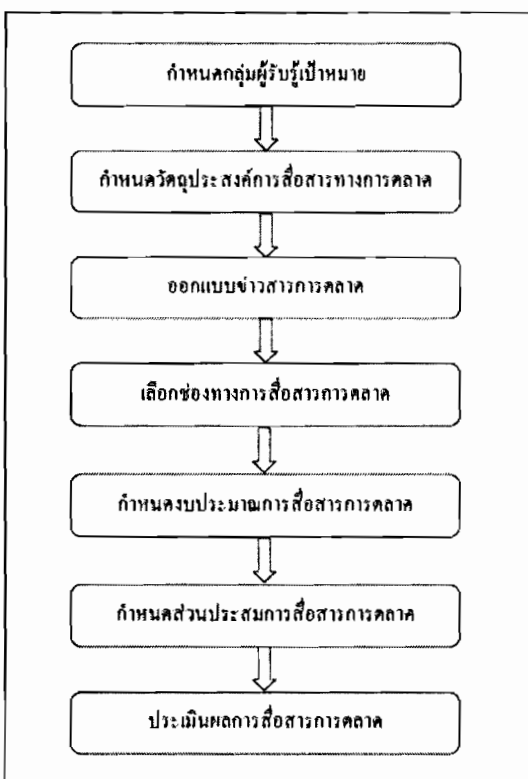 กำหนดกลุ่มผู้รับรู้เป้าหมาย
กำหนดวัตถุประสงค์การสื่อสารทางการตลาด
ออกแบบข่าวสารการตลาด
เลือกช่องทางการสื่อสารการตลาด
กำหนดงบประมาณการสื่อสารการตลาด
กำหนดส่วนประสมการสื่อสารการตลาด
ประเมินผลการสื่อสารการตลาด